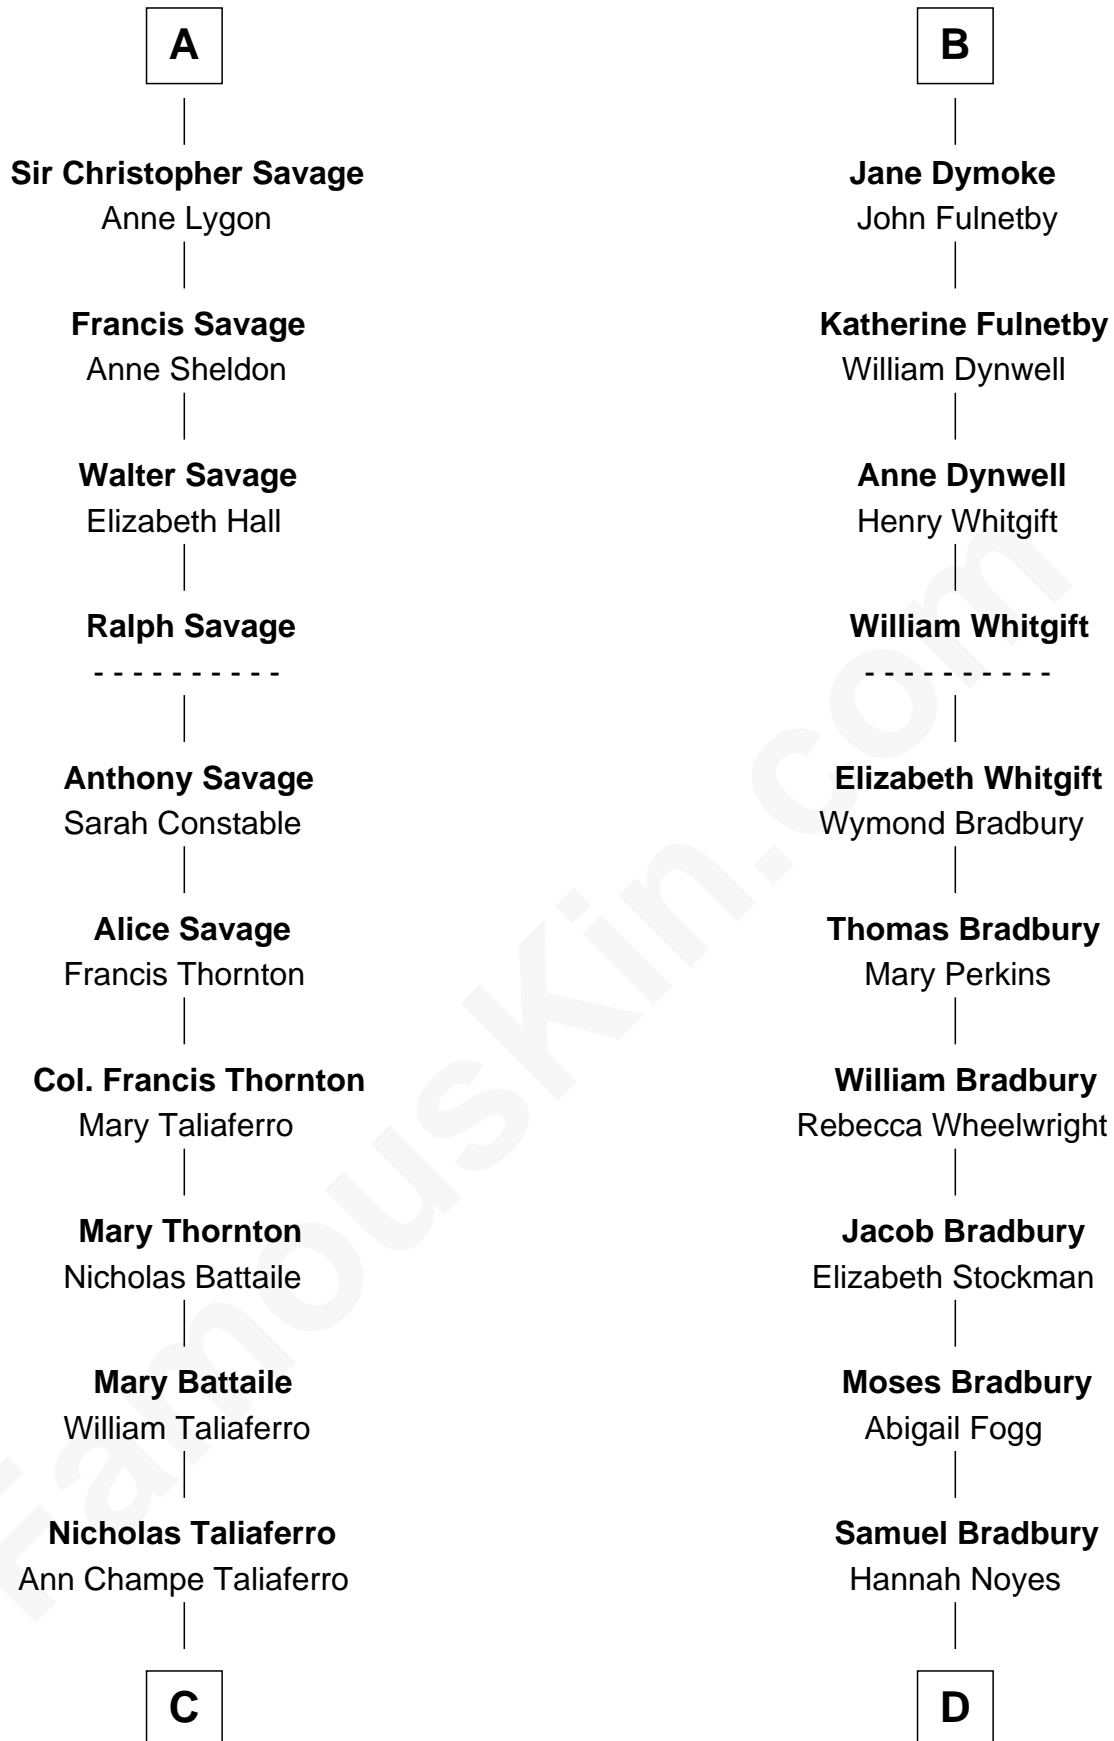 A
Sir Christopher Savage
Anne Lygon
Francis Savage
Anne Sheldon
Walter Savage
Elizabeth Hall
Ralph Savage
- - - - - - - - - -
Anthony Savage
Sarah Constable
Alice Savage
Francis Thornton
Col. Francis Thornton
Mary Taliaferro
Mary Thornton
Nicholas Battaile
Mary Battaile
William Taliaferro
Nicholas Taliaferro
Ann Champe Taliaferro
C
B
Jane Dymoke
John Fulnetby
Katherine Fulnetby
William Dynwell
Anne Dynwell
Henry Whitgift
William Whitgift
- - - - - - - - - -
Elizabeth Whitgift
Wymond Bradbury
Thomas Bradbury
Mary Perkins
William Bradbury
Rebecca Wheelwright
Jacob Bradbury
Elizabeth Stockman
Moses Bradbury
Abigail Fogg
Samuel Bradbury
Hannah Noyes
D
FamousKin.com